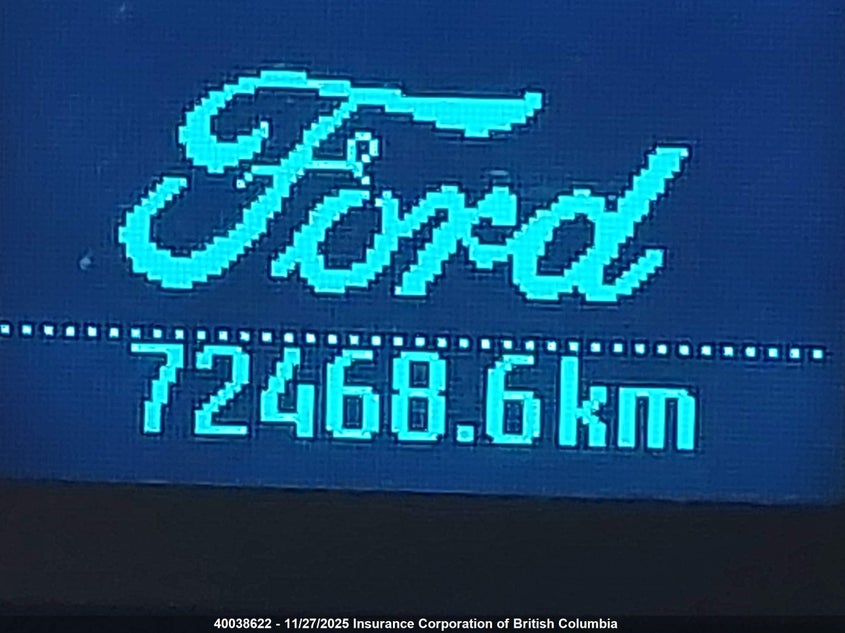 Ford
72468.6km
40038622 - 11/27/2025 Insurance Corporation of British Columbia